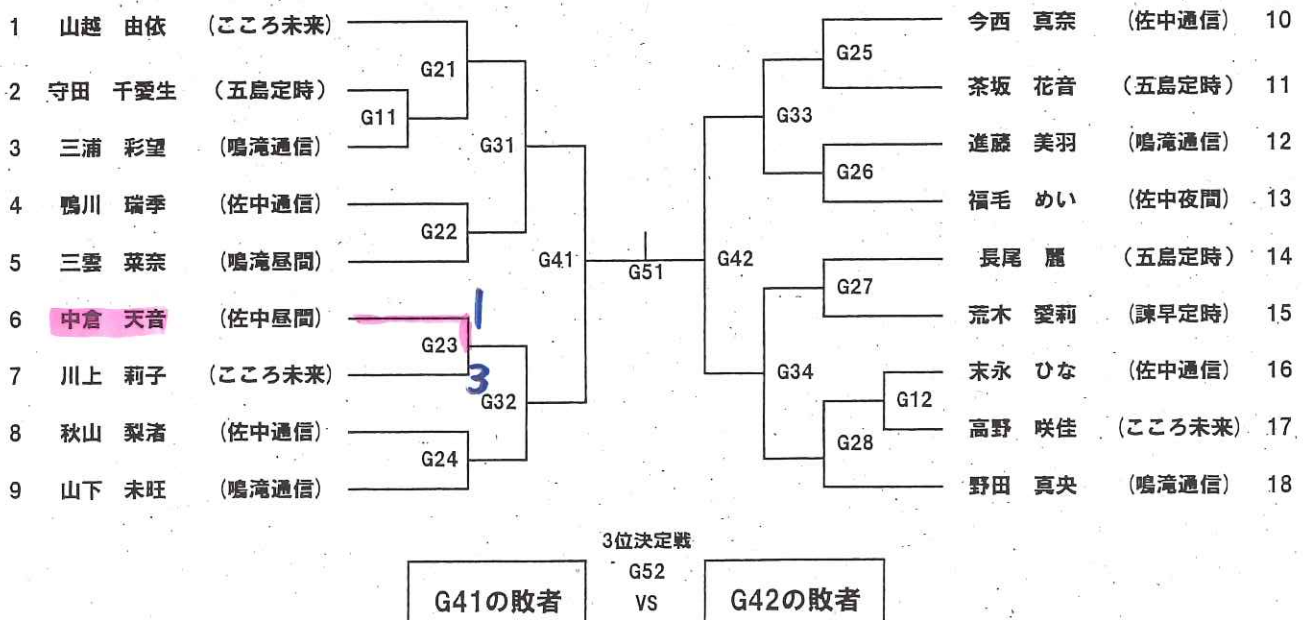 1 山越 由依 (こころ未来)
2 守田 千愛生 (五島定時)
3 三浦 彩望 (鳴滝通信)
4 鴨川 瑞季 (佐中通信)
5 三雲 菜奈 (鳴滝昼間)
6 中倉 天音 (佐中昼間)
7 川上 莉子 (こころ未来)
8 秋山 梨渚 (佐中通信)
9 山下 未旺 (鳴滝通信)
G11
G21
G22
G23
1
3
G24
G31
G32
G41
G51
G42
G33
G34
G25
G26
G27
G12
G28
今西 真奈 (佐中通信) 10
茶坂 花音 (五島定時) 11
進藤 美羽 (鳴滝通信) 12
福毛 めい (佐中夜間) 13
長尾 麗 (五島定時) 14
荒木 愛莉 (諫早定時) 15
末永 ひな (佐中通信) 16
高野 咲佳 (こころ未来) 17
野田 真央 (鳴滝通信) 18
3位決定戦
G52
G41の敗者 VS G42の敗者